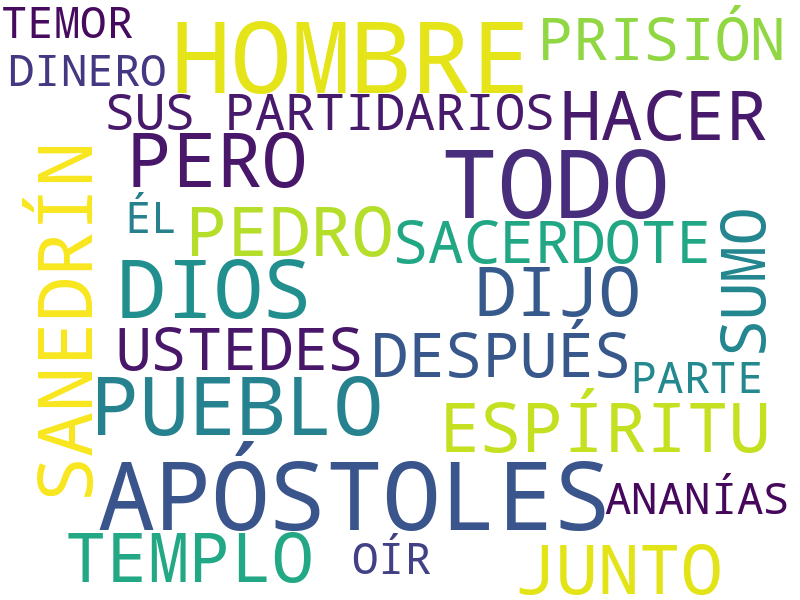 TEMOR
HOMBRE
PRISIÓN
DINERO
SUS PARTIDARIOS
HACER
PERO
TODO
SANEDRÍN
ÉL
PEDRO
SACERDOTE
SUMO
DIOS
DIJO
USTEDES
DESPUÉS
PARTE
PUEBLO
ESPÍRITU
APÓSTOLES
ANANÍAS
TEMPLO
OÍR
JUNTO